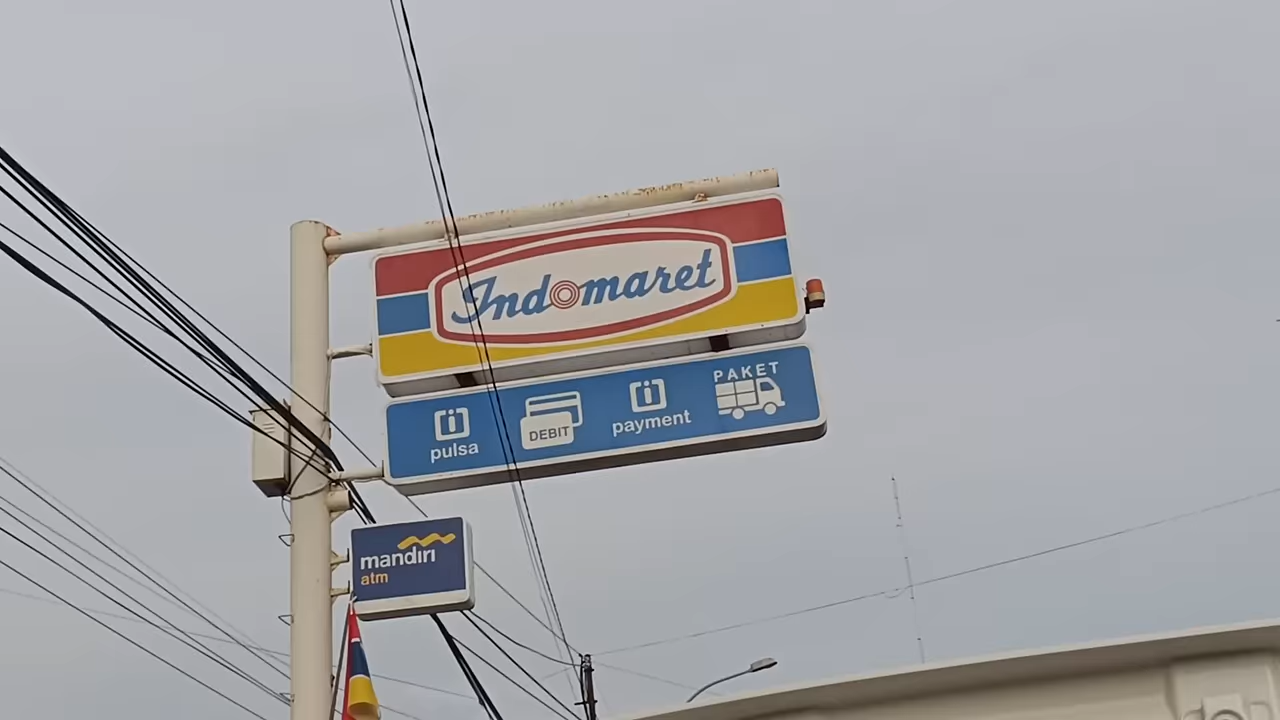 Indomaret
pulsa
DEBIT
payment
PAKET
mandiri
atm